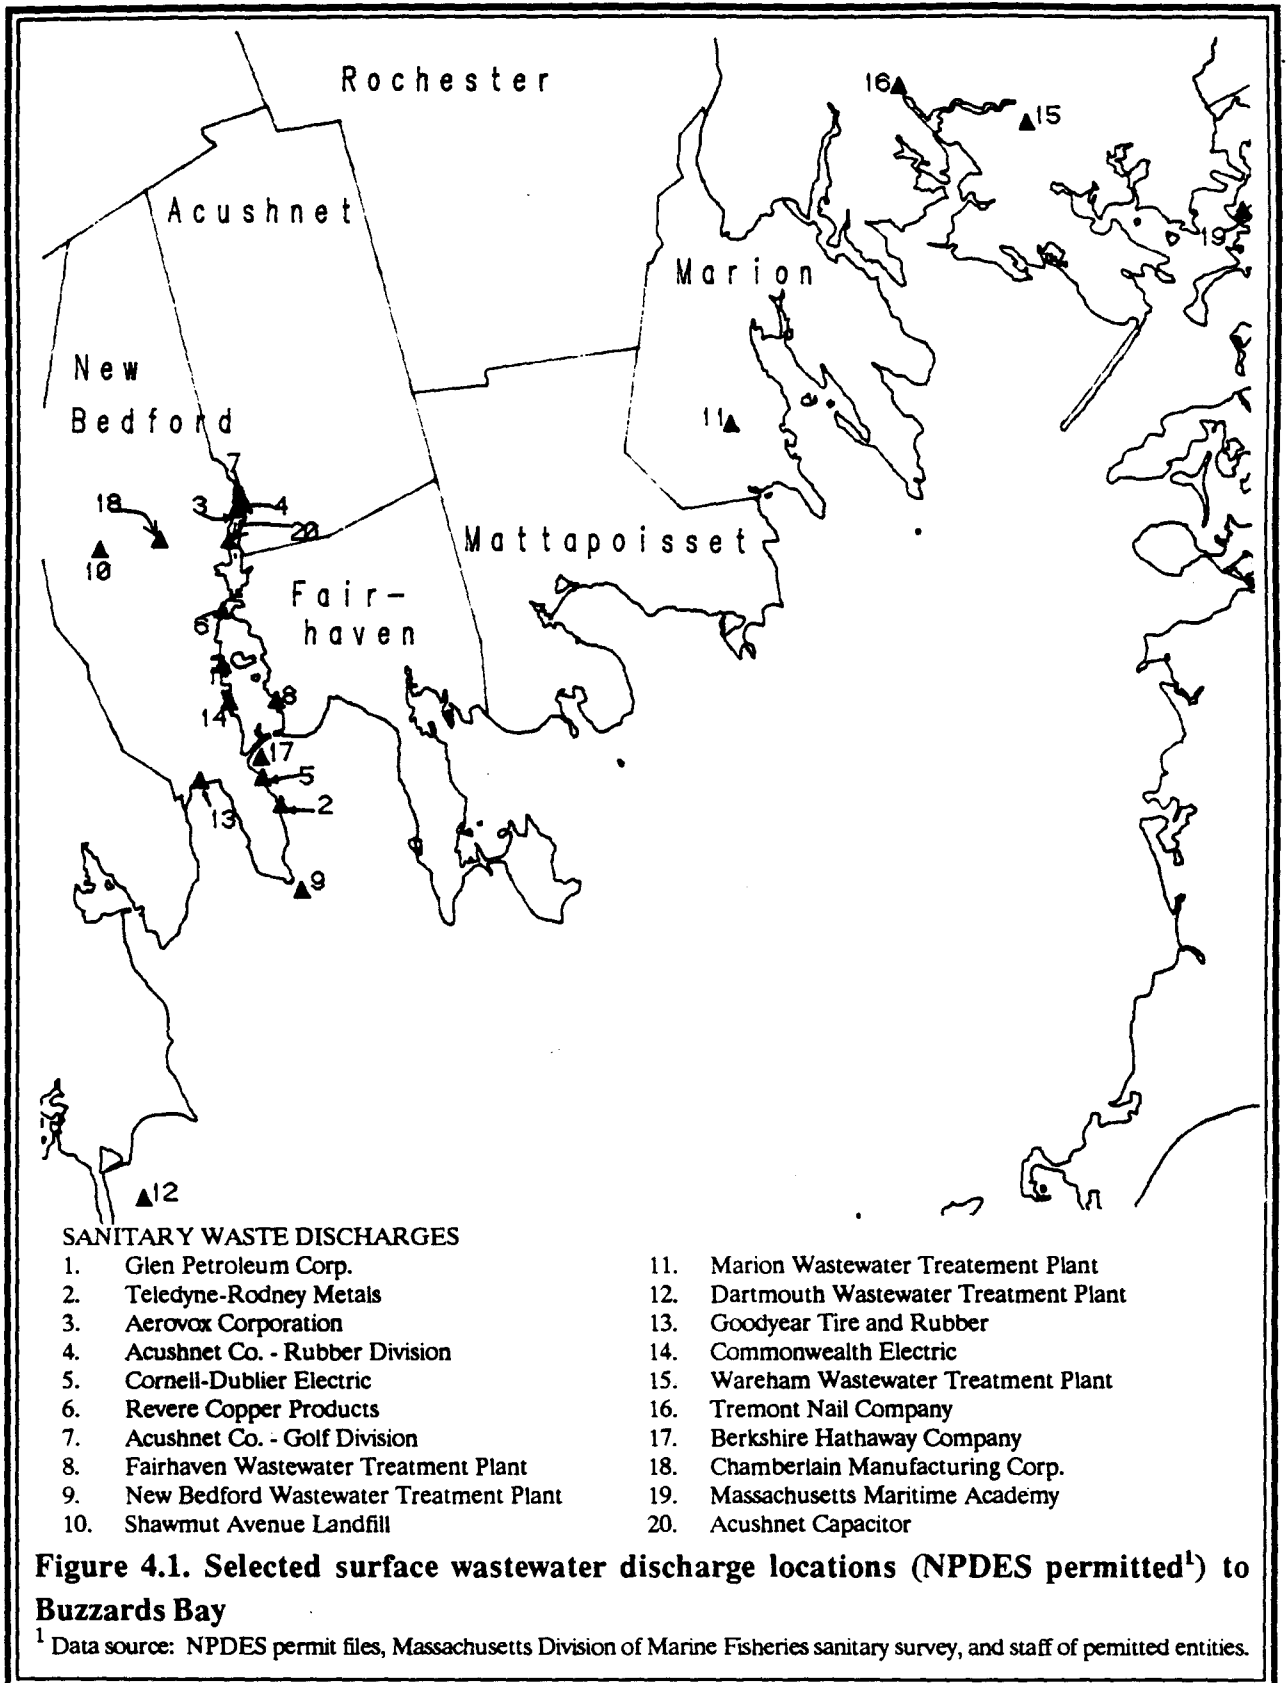 Rochester
16
15
Acushnet
19
Marion
New
Bedford
11
7
18
3
4
20
10
Mattapoisset
Fair-
haven
6
1
8
14
17
5
13
2
9
12
SANITARY WASTE DISCHARGES
1. Glen Petroleum Corp.
2. Teledyne-Rodney Metals
3. Aerovox Corporation
4. Acushnet Co. - Rubber Division
5. Cornell-Dublier Electric
6. Revere Copper Products
7. Acushnet Co. - Golf Division
8. Fairhaven Wastewater Treatment Plant
9. New Bedford Wastewater Treatment Plant
10. Shawmut Avenue Landfill
11. Marion Wastewater Treatement Plant
12. Dartmouth Wastewater Treatment Plant
13. Goodyear Tire and Rubber
14. Commonwealth Electric
15. Wareham Wastewater Treatment Plant
16. Tremont Nail Company
17. Berkshire Hathaway Company
18. Chamberlain Manufacturing Corp.
19. Massachusetts Maritime Academy
20. Acushnet Capacitor
Figure 4.1. Selected surface wastewater discharge locations (NPDES permitted¹) to
Buzzards Bay
¹ Data source: NPDES permit files, Massachusetts Division of Marine Fisheries sanitary survey, and staff of pemitted entities.